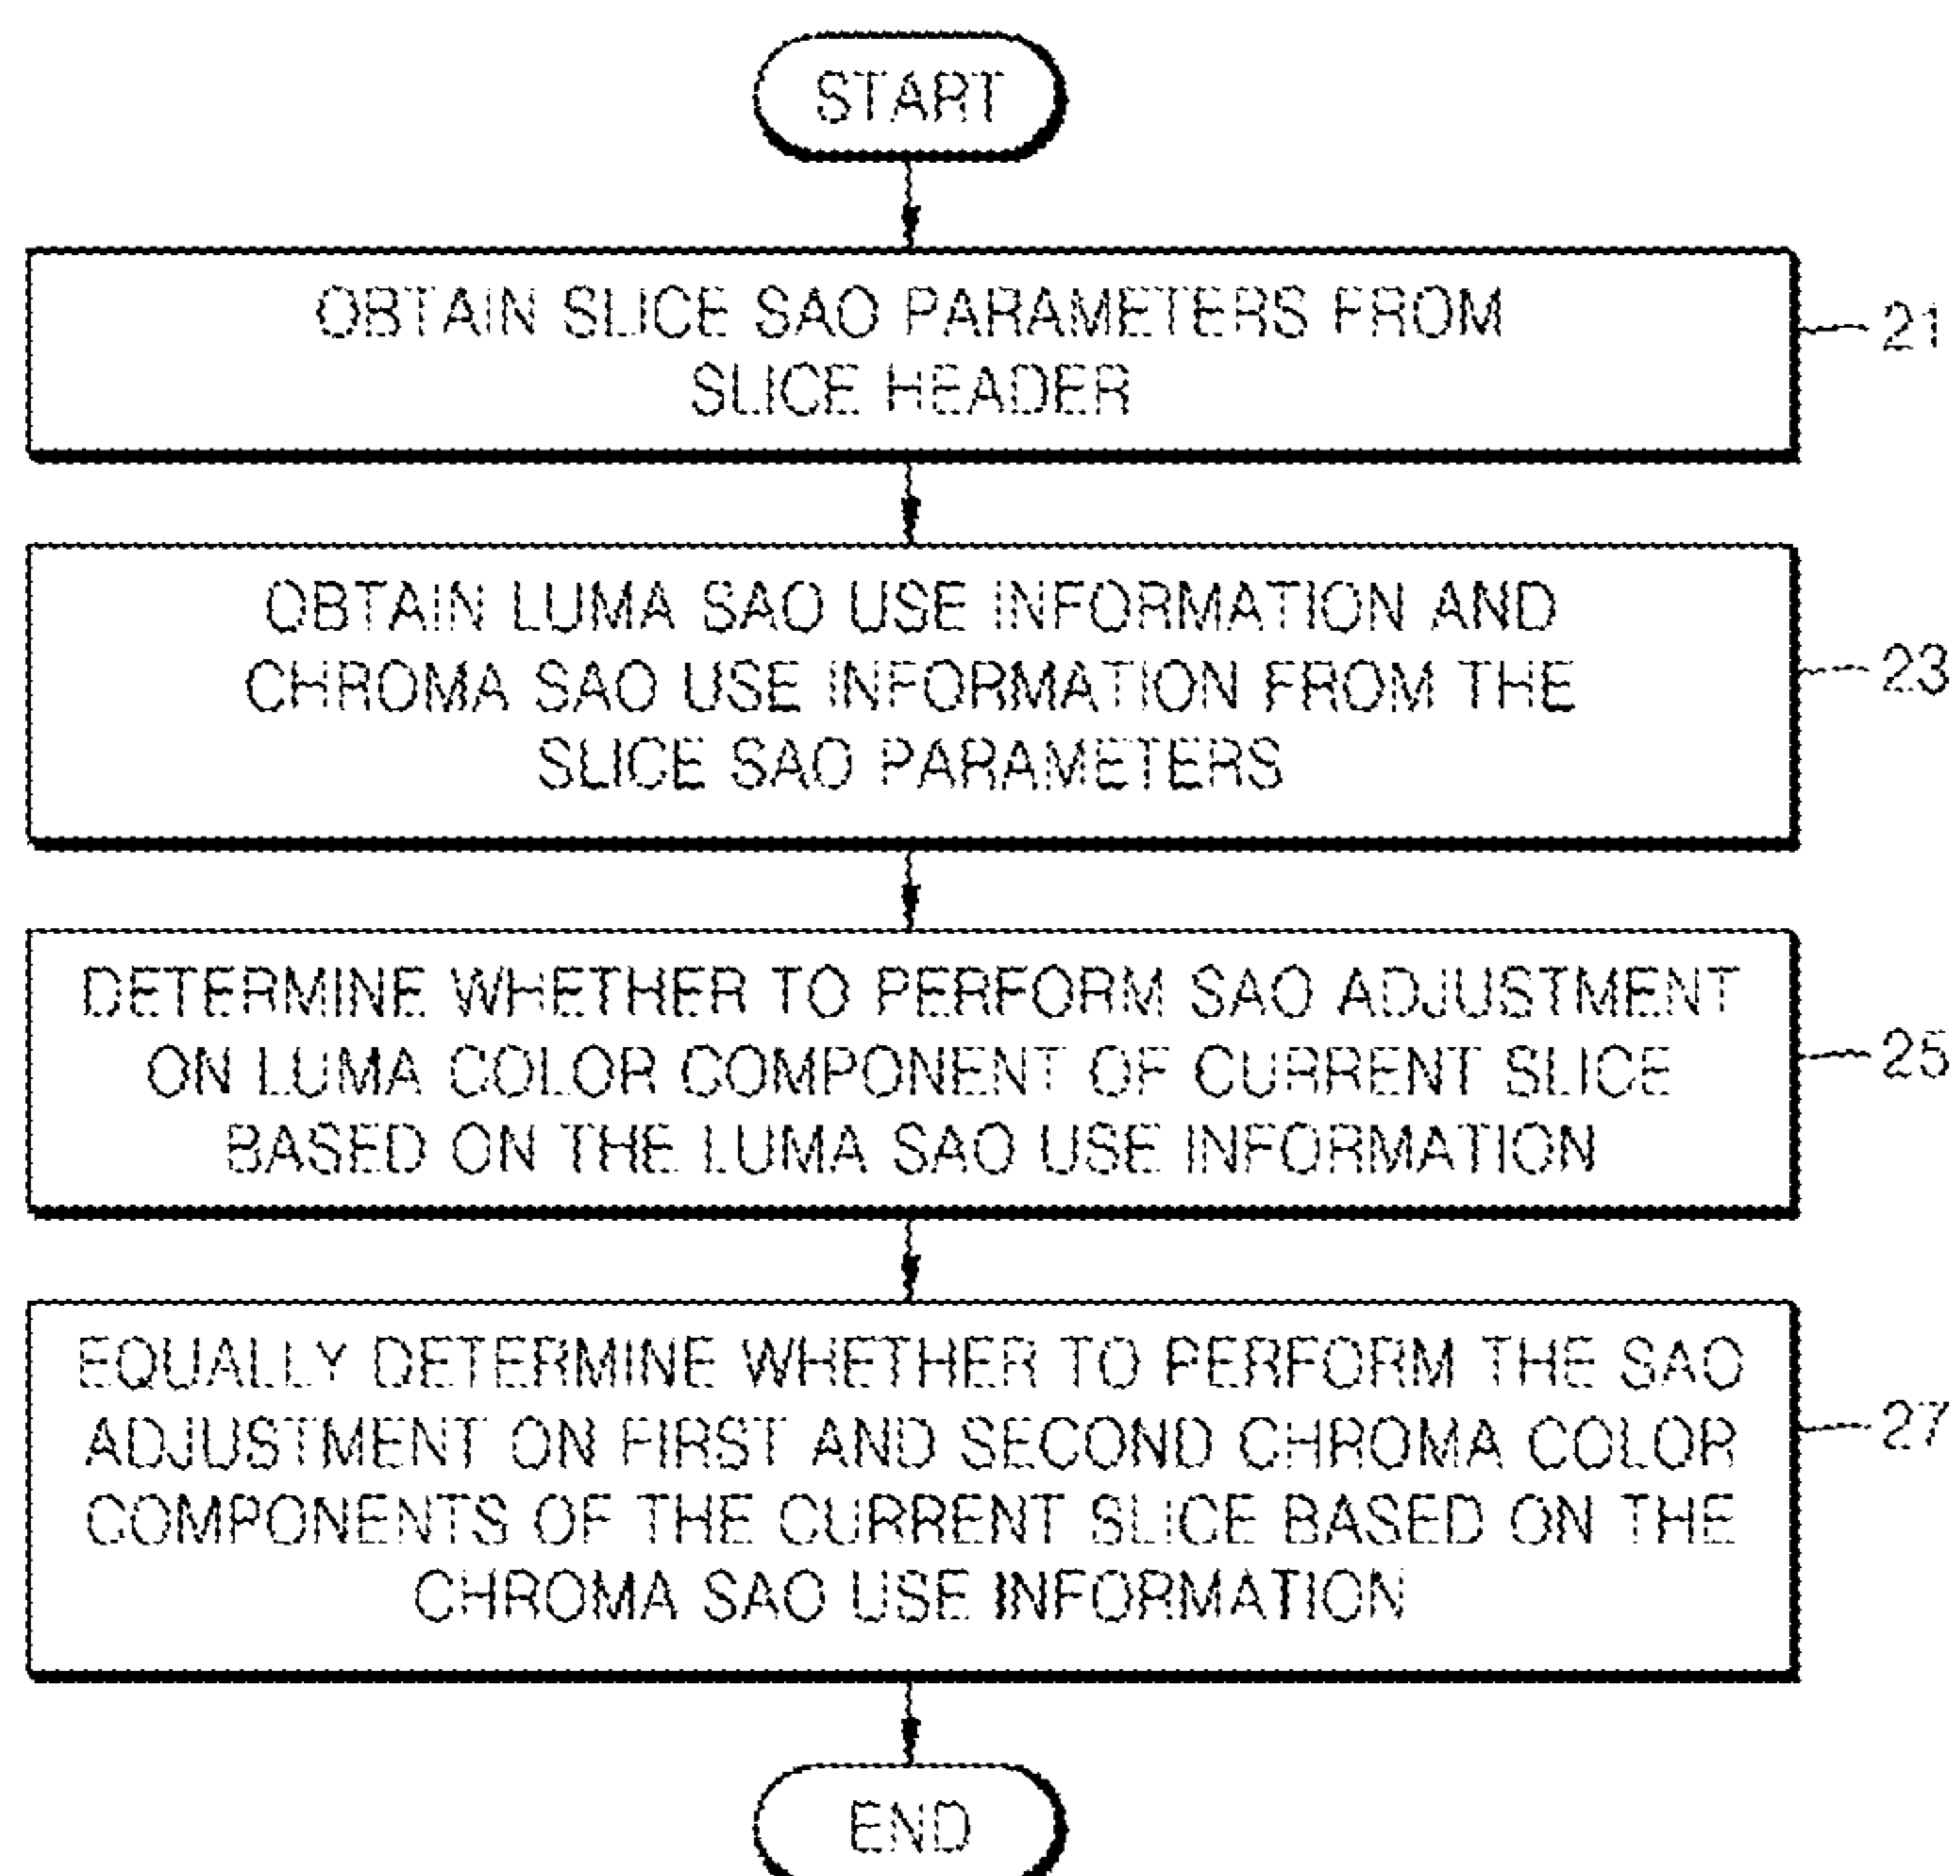 START
OBTAIN SLICE SAO PARAMETERS FROM
SLICE HEADER
21
OBTAIN LUMA SAO USE INFORMATION AND
CHROMA SAO USE INFORMATION FROM THE
SLICE SAO PARAMETERS
23
DETERMINE WHETHER TO PERFORM SAO ADJUSTMENT
ON LUMA COLOR COMPONENT OF CURRENT SLICE
BASED ON THE LUMA SAO USE INFORMATION
25
EQUALLY DETERMINE WHETHER TO PERFORM THE SAO
ADJUSTMENT ON FIRST AND SECOND CHROMA COLOR
COMPONENTS OF THE CURRENT SLICE BASED ON THE
CHROMA SAO USE INFORMATION
27
END